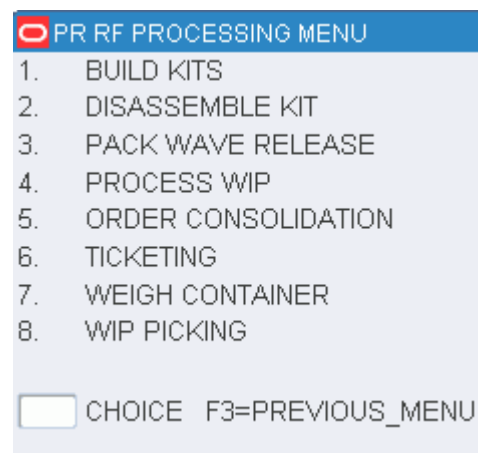 PR RF PROCESSING MENU
1. BUILD KITS
2. DISASSEMBLE KIT
3. PACK WAVE RELEASE
4. PROCESS WIP
5. ORDER CONSOLIDATION
6. TICKETING
7. WEIGH CONTAINER
8. WIP PICKING
CHOICE F3=PREVIOUS_MENU